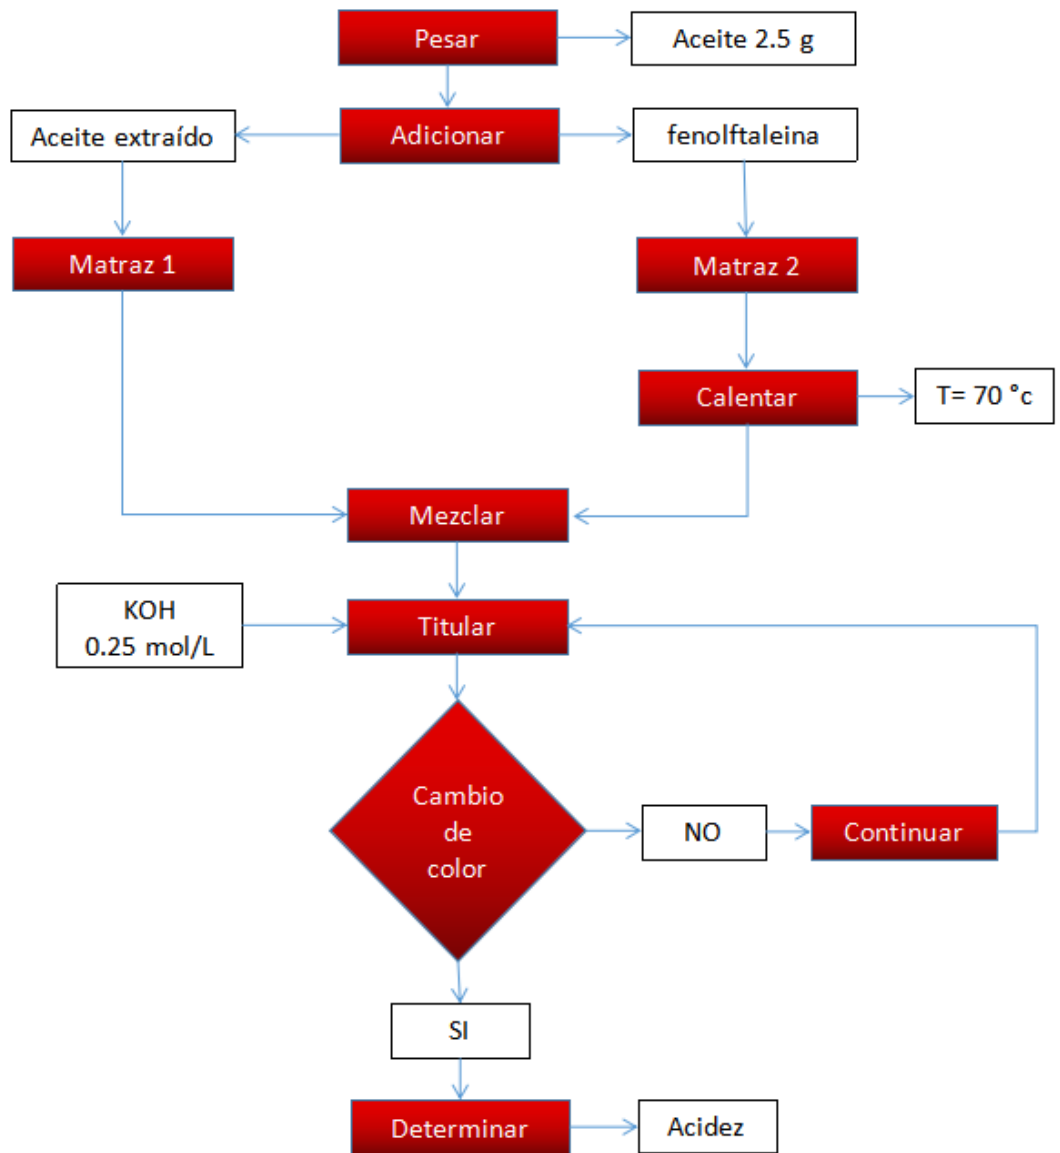 Pesar
Aceite 2.5 g
Aceite extraído
Adicionar
fenolftaleina
Matraz 1
Matraz 2
Calentar
T= 70 °c
Mezclar
KOH
0.25 mol/L
Titular
Cambio
de
color
NO
Continuar
SI
Determinar
Acidez